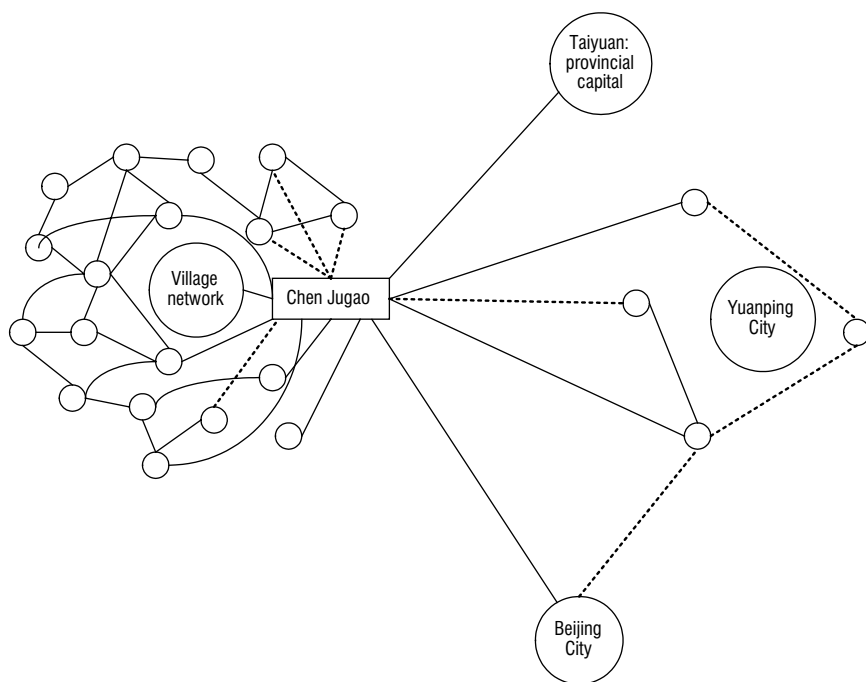 Taiyuan:
provincial
capital
Village
network
Chen Jugao
Yuanping
City
Beijing
City